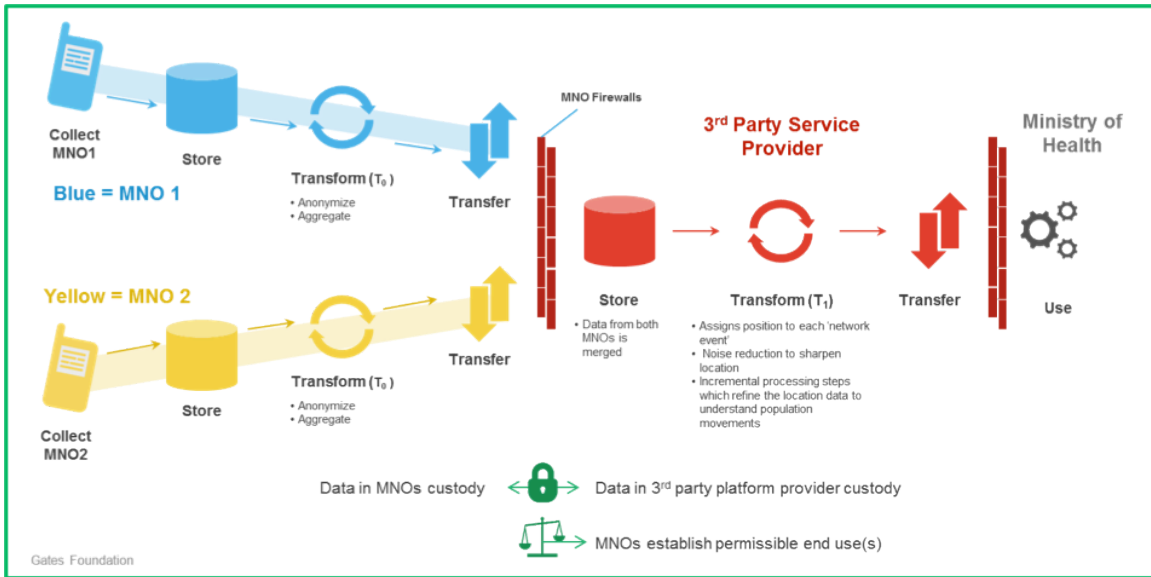 Collect
MNO1
Store
Transform (T₀ )
• Anonymize
• Aggregate
Transfer
Blue = MNO 1
Yellow = MNO 2
Collect
MNO2
Store
Transform (T₀ )
• Anonymize
• Aggregate
Transfer
MNO Firewalls
3rd Party Service
Provider
Store
• Data from both
MNOs is
merged
Transform (T₁)
• Assigns position to each 'network
event'
• Noise reduction to sharpen
location
• Incremental processing steps
which refine the location data to
understand population
movements
Transfer
Ministry of
Health
Use
Data in MNOs custody
Data in 3rd party platform provider custody
MNOs establish permissible end use(s)
Gates Foundation